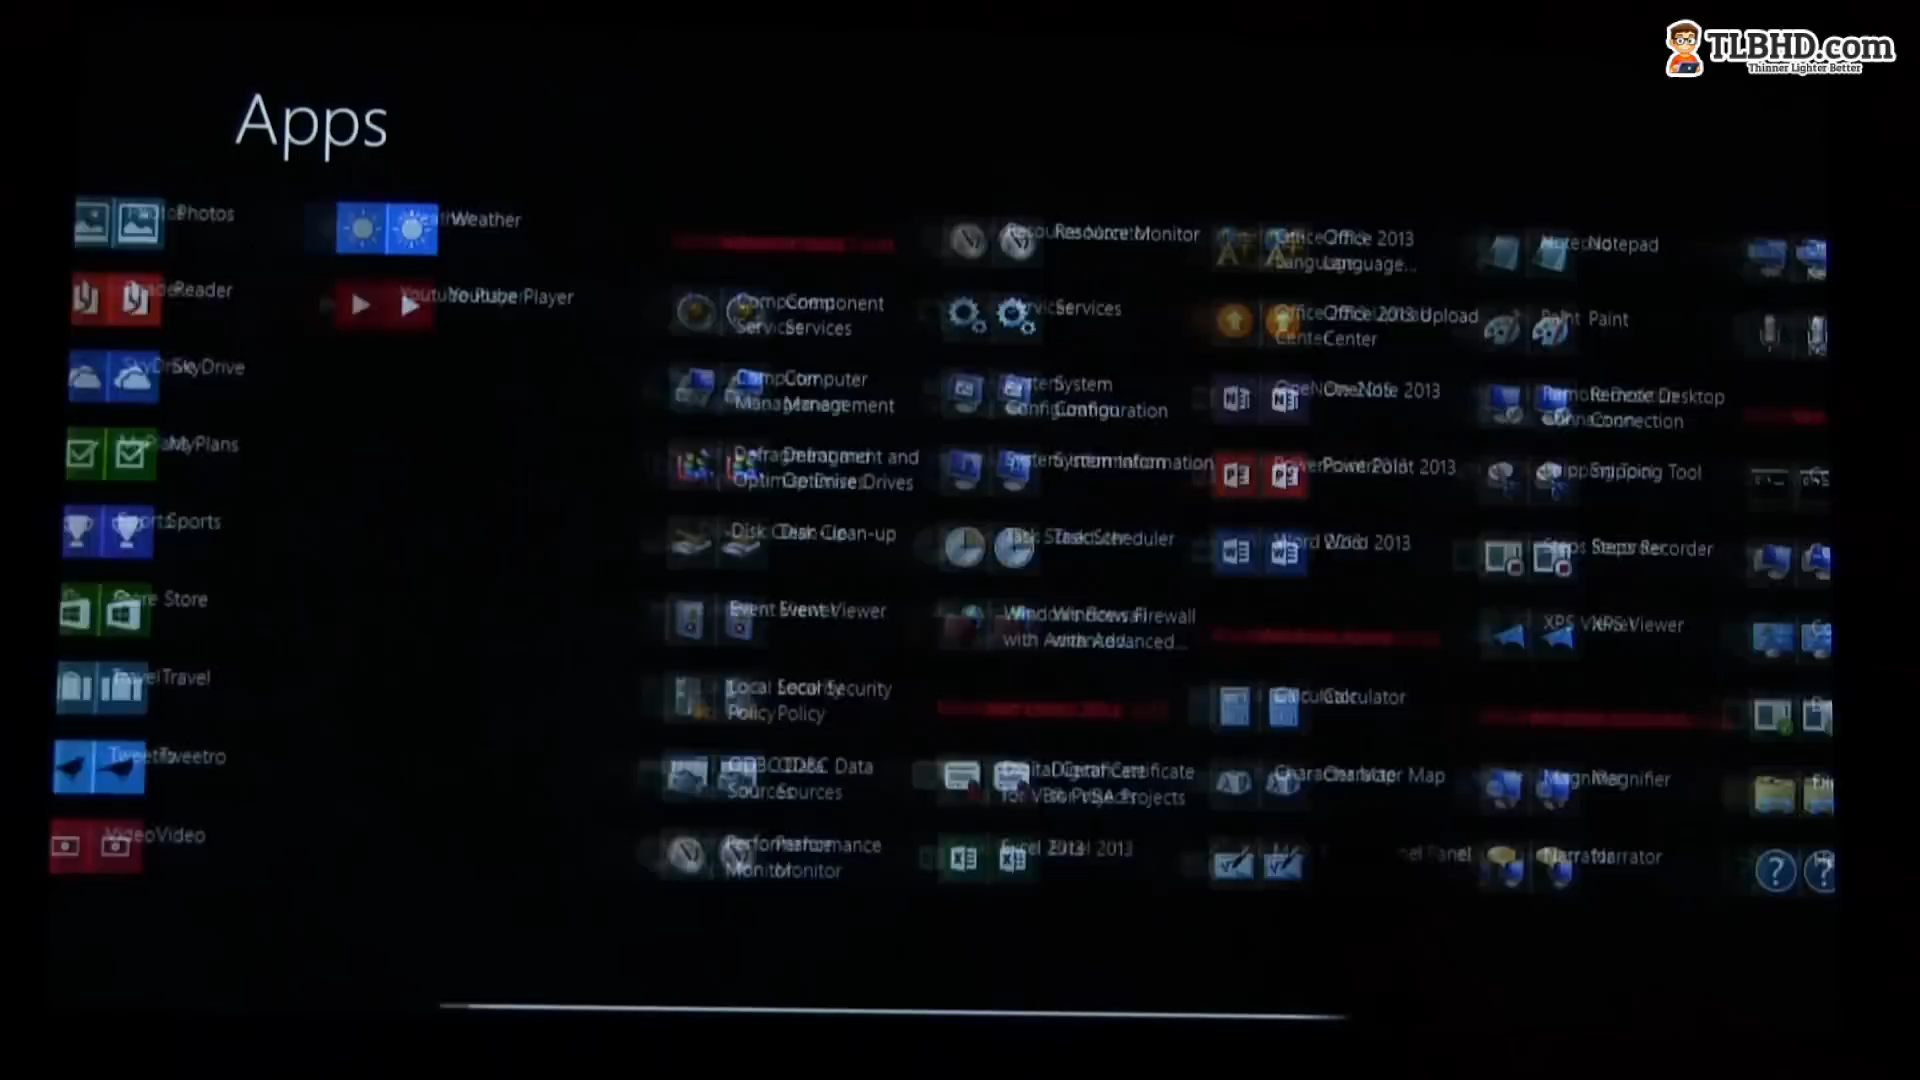 TLBHD.com
Thinner Lighter Better
Apps
Photos
Reader
SkyDrive
MyPlans
Sports
Store
Travel
Tweetro
Video
Weather
Youtube Player
Component
Services
Computer
Management
Defragment and
Optimise Drives
Disk Clean-up
Event Viewer
Local Security
Policy
ODBC Data
Sources
Performance
Monitor
Resource Monitor
Services
System
Configuration
System Information
Task Scheduler
Windows Firewall
with Advanced...
Digital Certificate
for VBA Projects
Excel 2013
Office 2013
Language...
Office 2013 Upload
Center
OneNote 2013
PowerPoint 2013
Word 2013
Calculator
Character Map
Panel
Notepad
Paint
Remote Desktop
Connection
Snipping Tool
Steps Recorder
XPS Viewer
Magnifier
Narrator